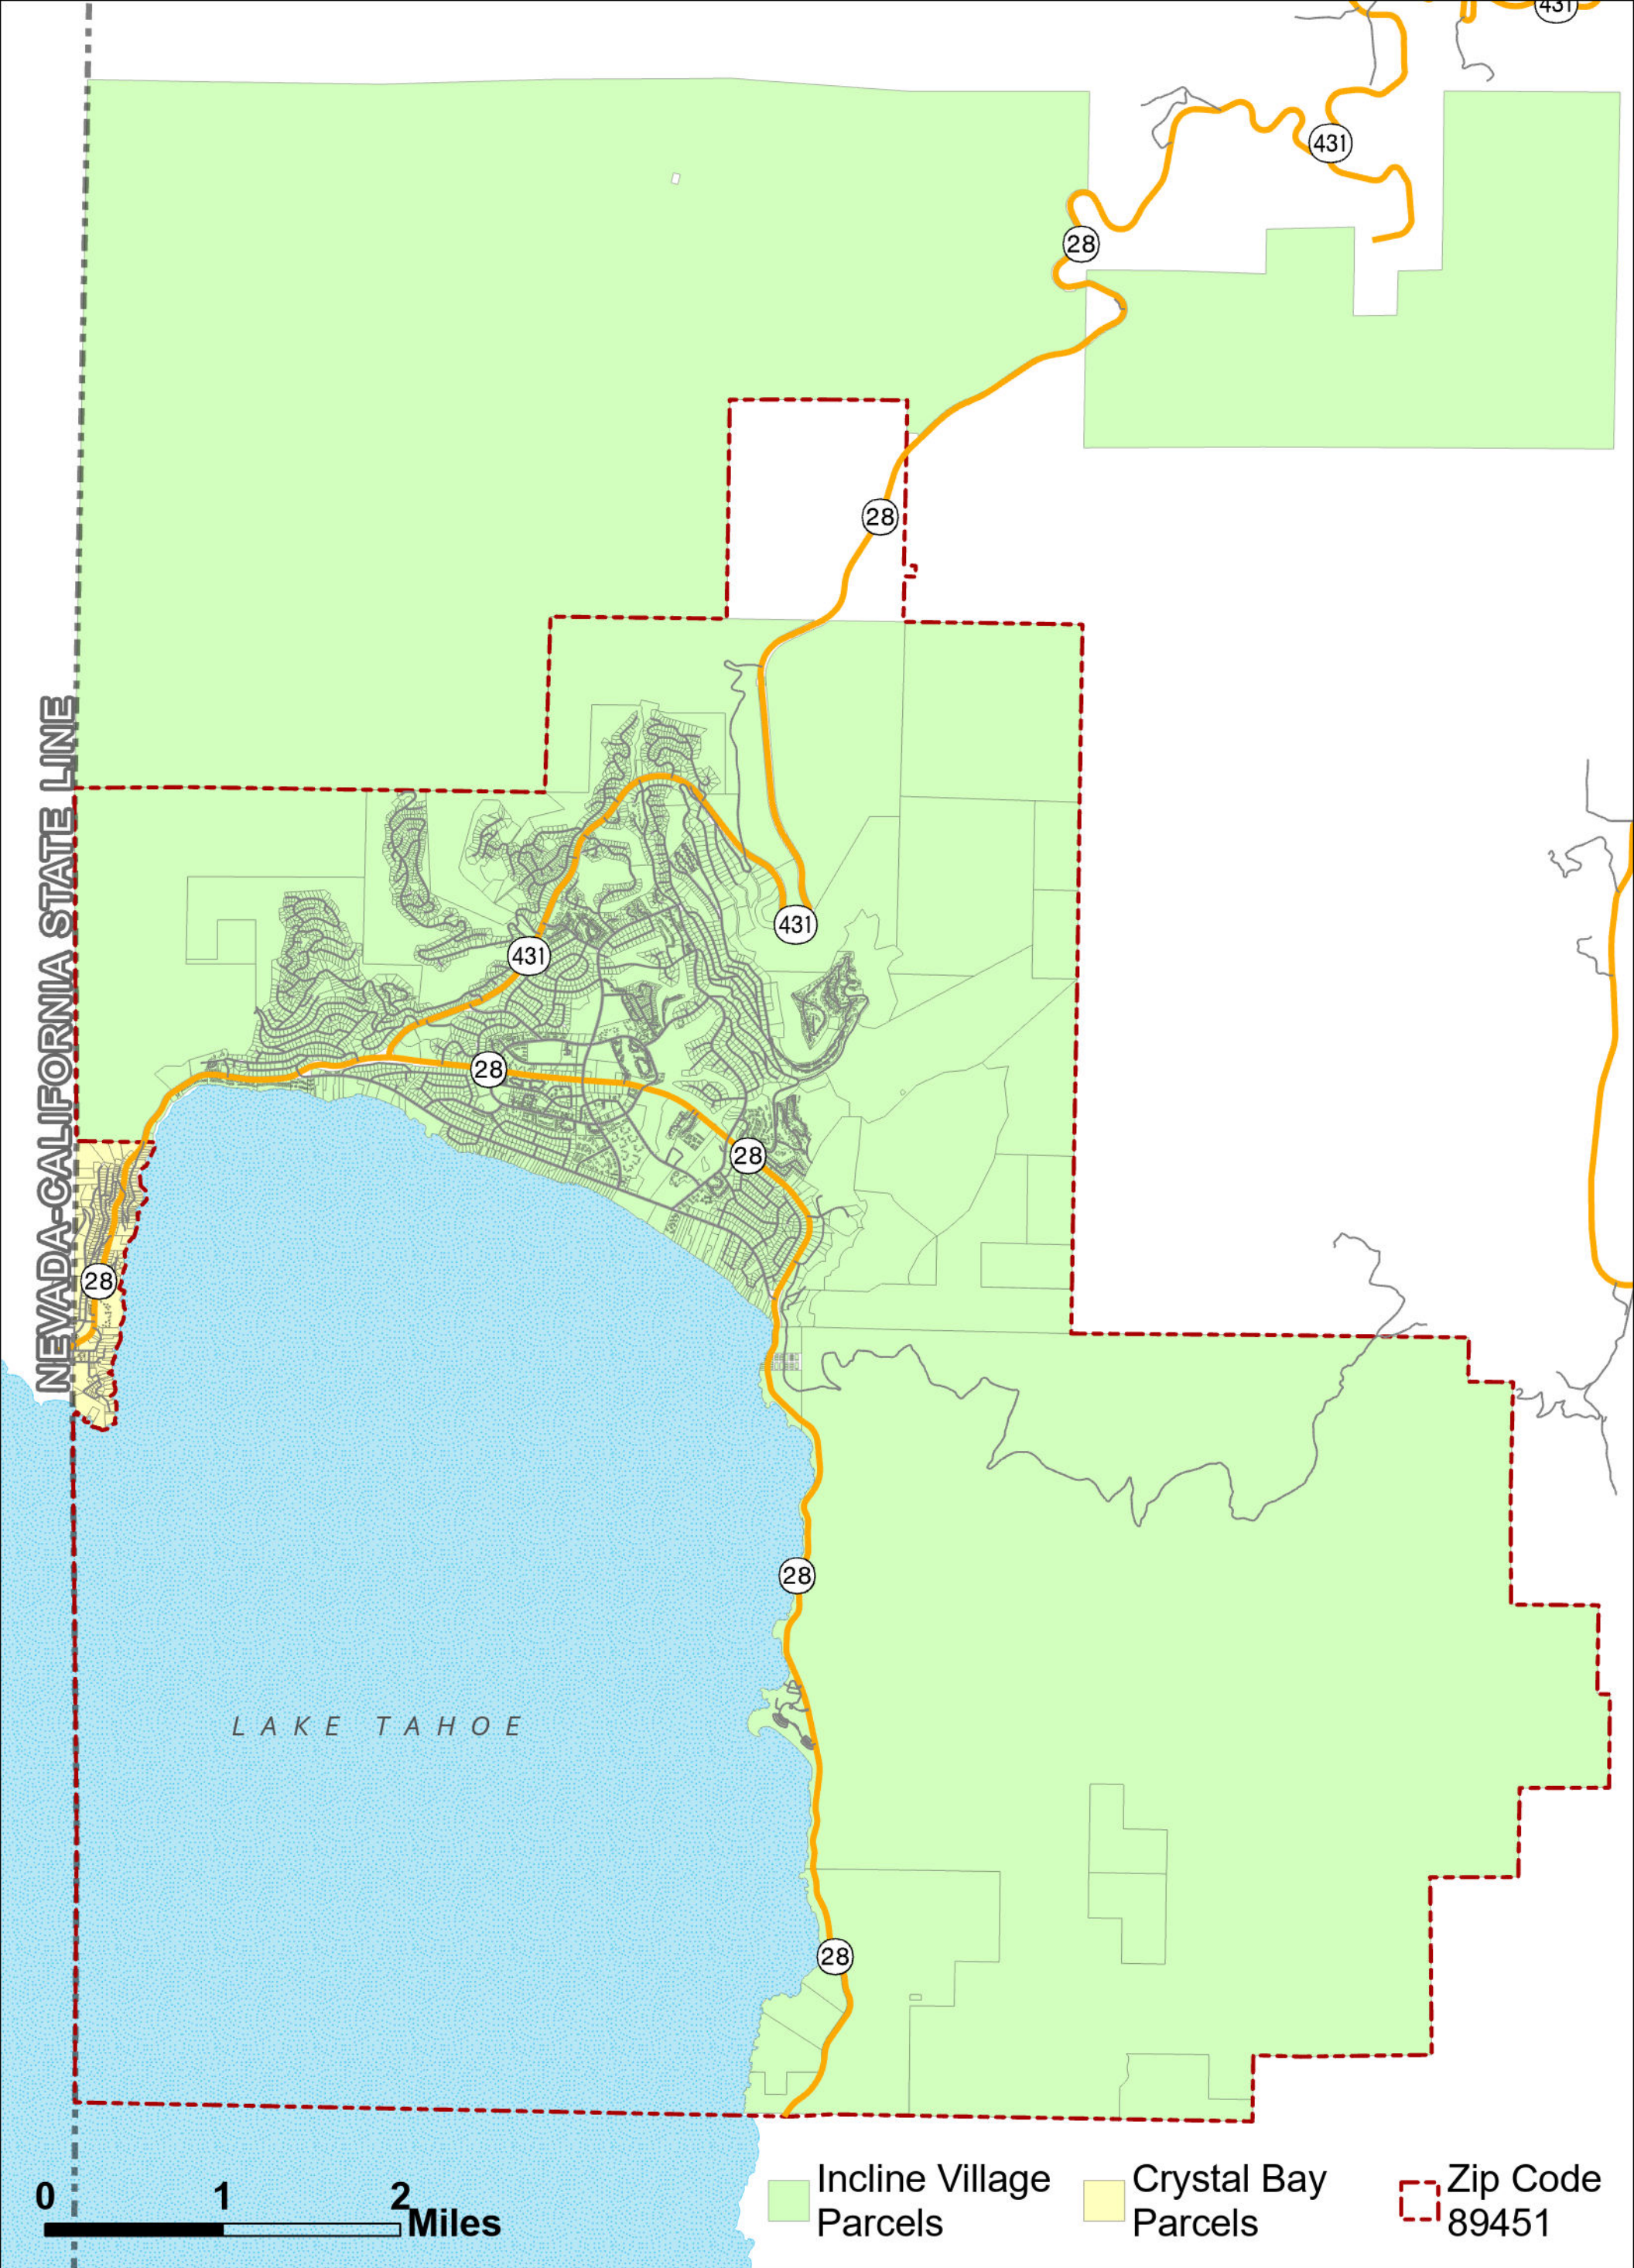 431
431
28
28
NEVADA-CALIFORNIA STATE LINE
431
431
28
28
28
28
LAKE TAHOE
28
0 1 2
Miles
Incline Village
Parcels
Crystal Bay
Parcels
Zip Code
89451